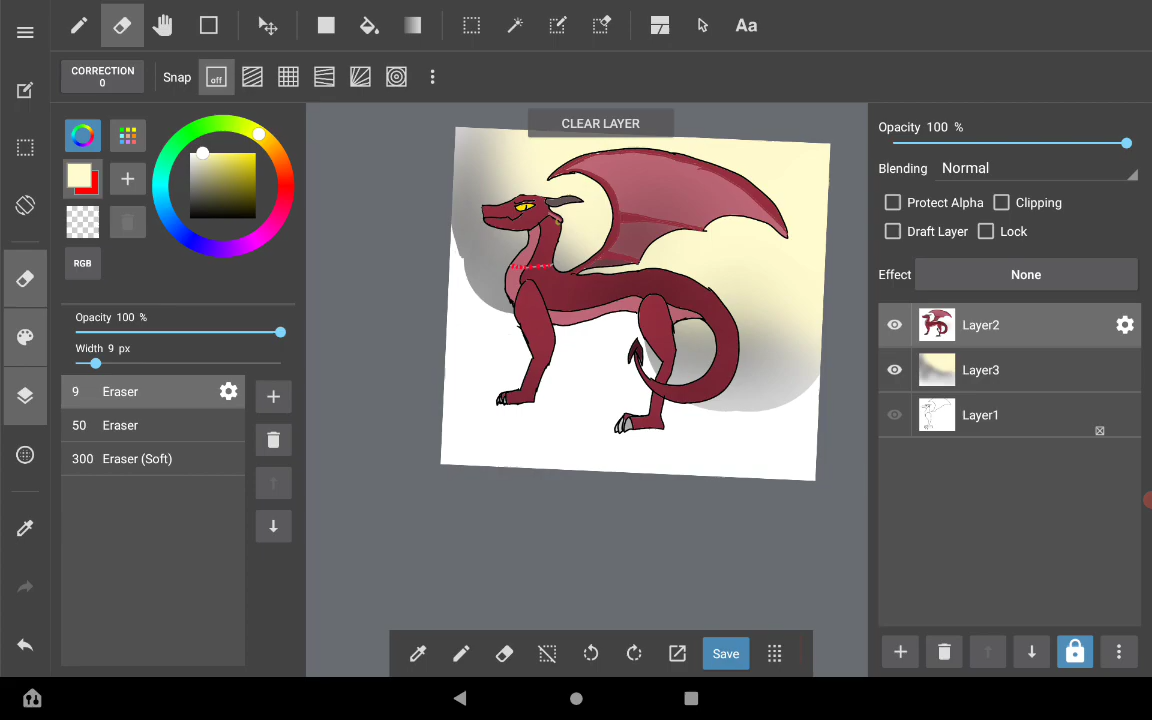 Aa
CORRECTION
0
Snap
off
CLEAR LAYER
Opacity 100 %
Blending Normal
Protect Alpha
Clipping
Draft Layer
Lock
RGB
Effect
None
Opacity 100 %
Width 9 px
Layer2
Layer3
Layer1
9 Eraser
50 Eraser
300 Eraser (Soft)
Save